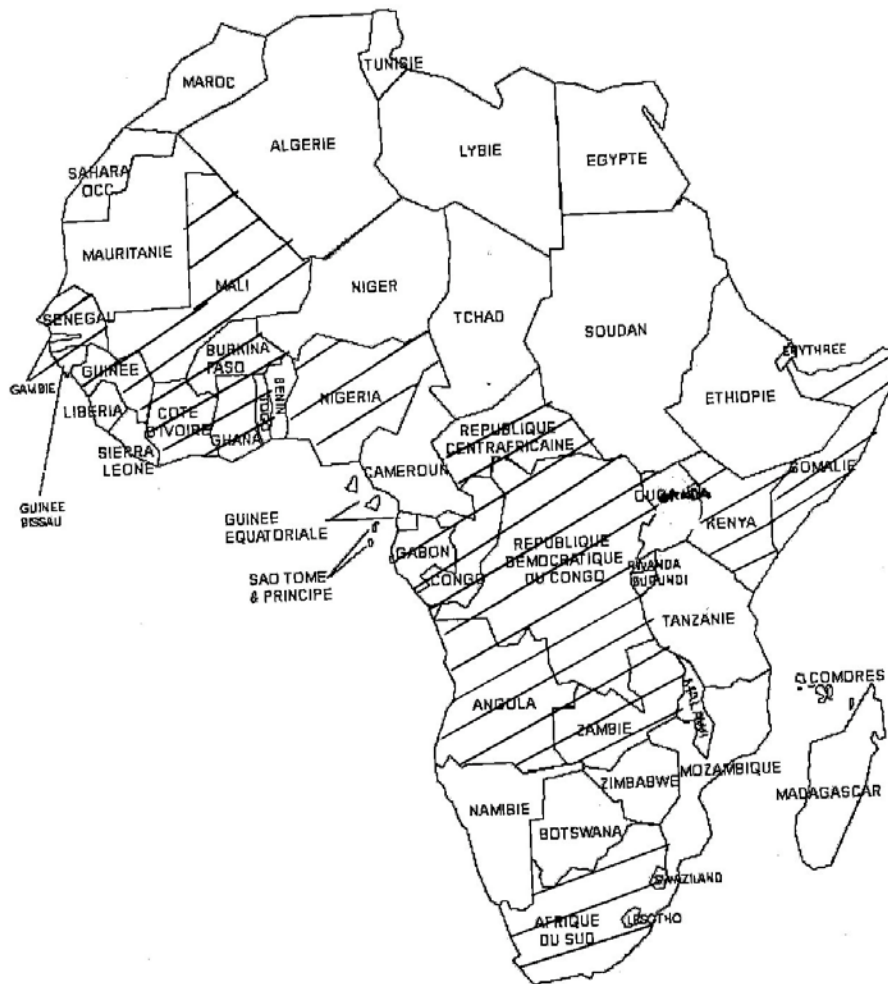 TUNISIE
MAROC
ALGERIE
LYBIE
EGYPTE
SAHARA
OCC
MAURITANIE
MALI
NIGER
TCHAD
SOUDAN
ERYTHREE
ETHIOPIE
SENEGAL
GAMBIE
GUINEE
BURKINA
FASO
BENIN
TOGO
NIGERIA
LIBERIA
COTE
D'IVOIRE
GHANA
SIERRA
LEONE
GUINEE
BISSAU
CAMEROUN
REPUBLIQUE
CENTRAFRICAINE
SOMALIE
OUGANDA
KENYA
GUINEE
EQUATORIALE
GABON
CONGO
REPUBLIQUE
DEMOCRATIQUE
DU CONGO
RWANDA
BURUNDI
SAO TOME
& PRINCIPE
TANZANIE
COMORES
ANGOLA
ZAMBIE
MALAWI
MOZAMBIQUE
ZIMBABWE
MADAGASCAR
NAMIBIE
BOTSWANA
SWAZILAND
AFRIQUE
DU SUD
LESOTHO